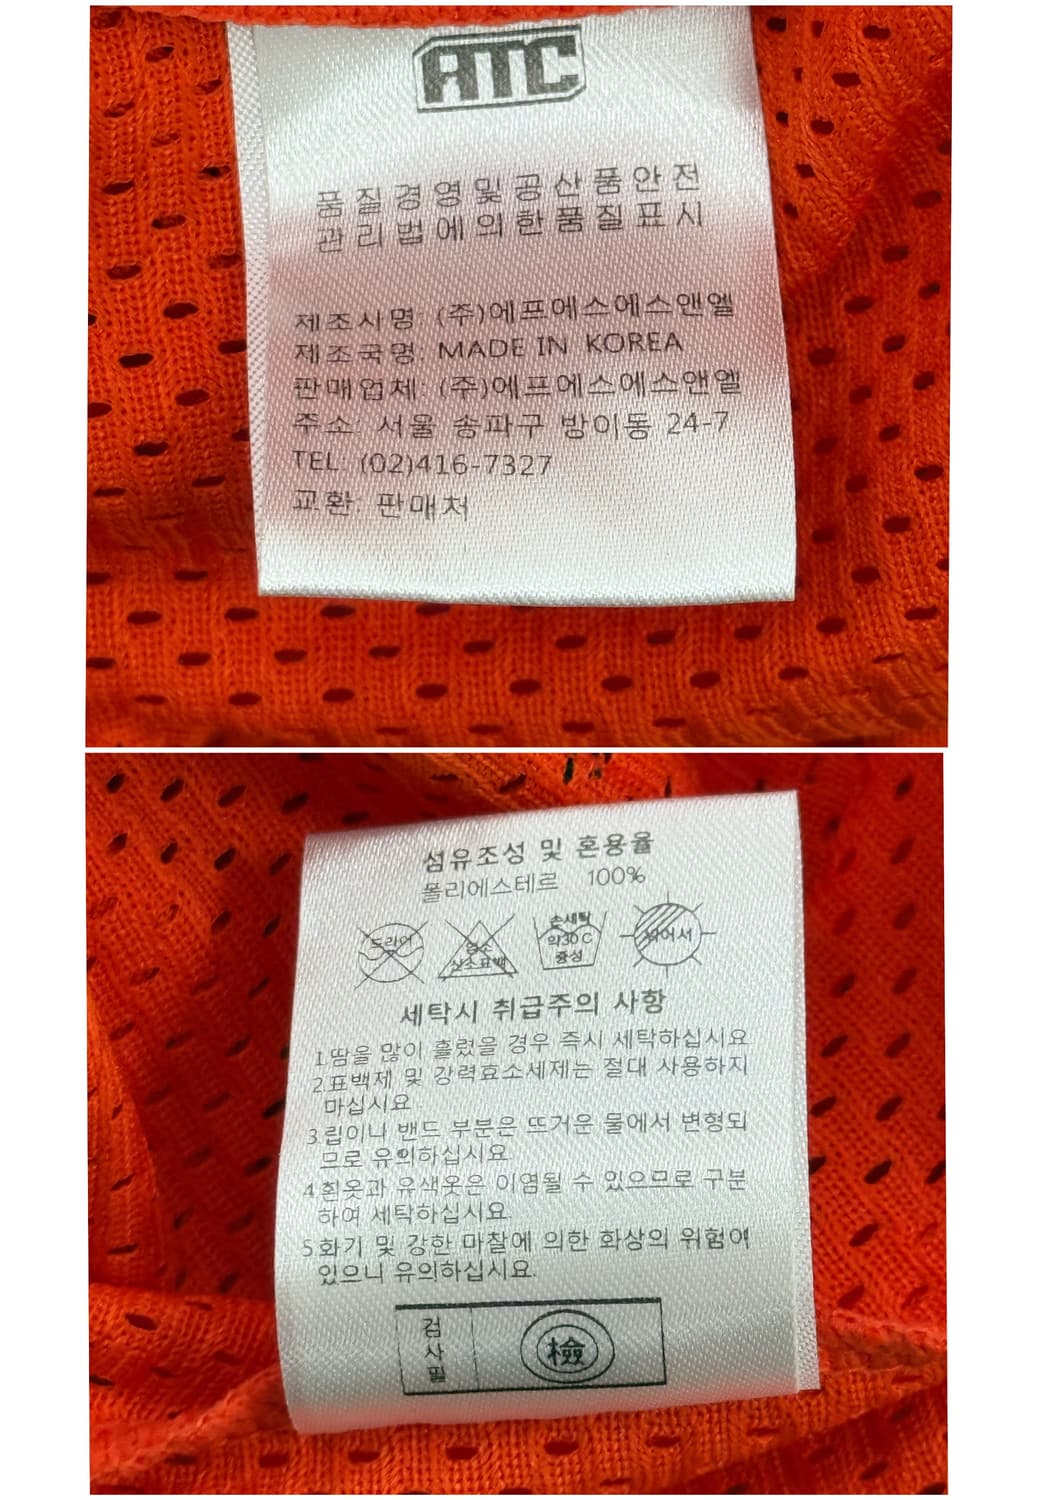 ATC
품질경영및공산품안전
관리법에의한품질표시
제조사명: (주)에프에스에스앤엘
제조국명: MADE IN KOREA
판매업체: (주)에프에스에스앤엘
주소: 서울 송파구 방이동 24-7
TEL: (02)416-7327
교환: 판매처
섬유조성 및 혼용율
폴리에스테르 100%
드라이
염소
산소표백
손세탁
약30℃
중성
뉘어서
세탁시 취급주의 사항
1.땀을 많이 흘렸을 경우 즉시 세탁하십시요
2.표백제 및 강력효소세제는 절대 사용하지
마십시요.
3.립이나 밴드 부분은 뜨거운 물에서 변형되
므로 유의하십시요
4.흰옷과 유색옷은 이염될 수 있으므로 구분
하여 세탁하십시요.
5.화기 및 강한 마찰에 의한 화상의 위험이
있으니 유의하십시요.
검사필
檢